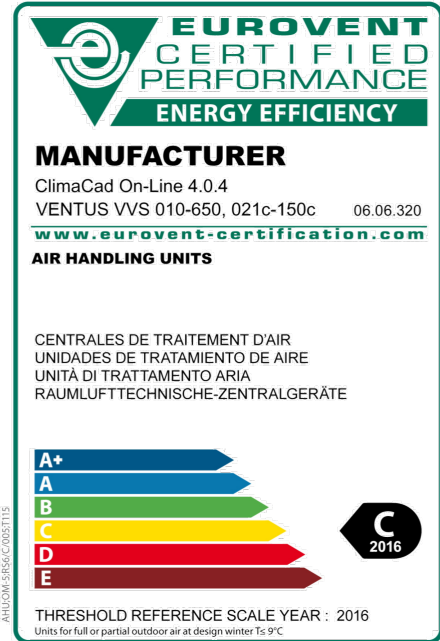 EUROVENT
CERTIFIED
PERFORMANCE
ENERGY EFFICIENCY
MANUFACTURER
ClimaCad On-Line 4.0.4
VENTUS VVS 010-650, 021c-150c 06.06.320
www.eurovent-certification.com
AIR HANDLING UNITS
CENTRALES DE TRAITEMENT D'AIR
UNIDADES DE TRATAMIENTO DE AIRE
UNITÀ DI TRATTAMENTO ARIA
RAUMLUFTTECHNISCHE-ZENTRALGERÄTE
A+
A
B
C
D
E
C
2016
THRESHOLD REFERENCE SCALE YEAR : 2016
Units for full or partial outdoor air at design winter T≤ 9°C
AHU;OM-5;RS6/C/005;T115